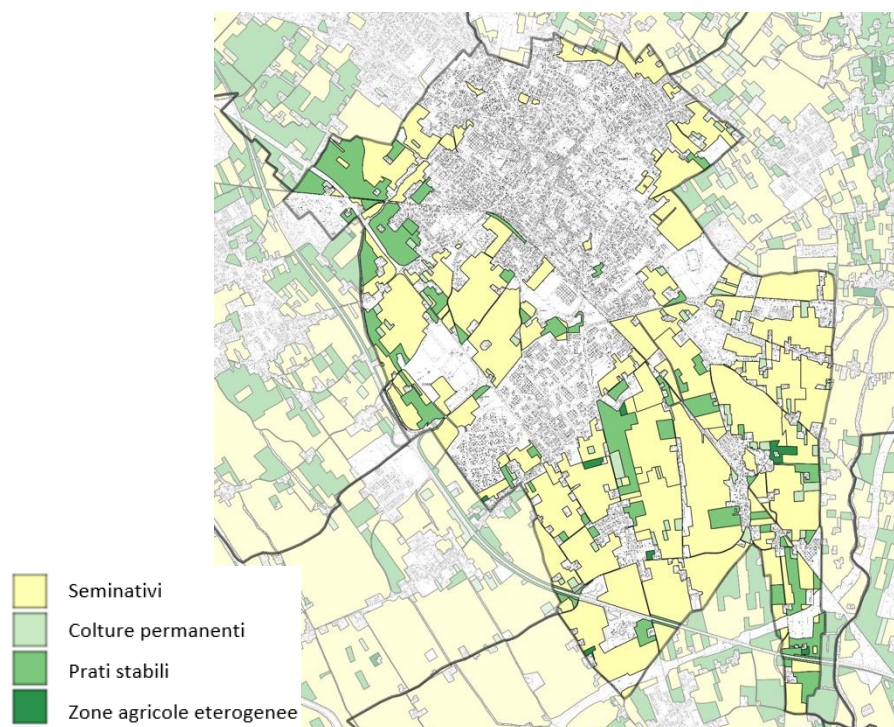 Seminativi
Colture permanenti
Prati stabili
Zone agricole eterogenee